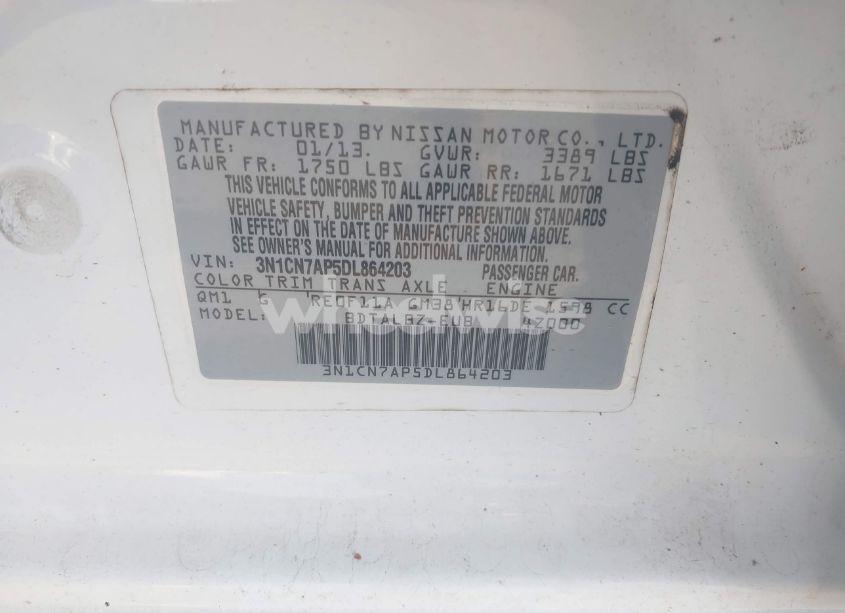 MANUFACTURED BY NISSAN MOTOR CO., LTD.
DATE: 01/13. GVWR: 3389 LBS
GAWR FR: 1750 LBS GAWR RR: 1671 LBS
THIS VEHICLE CONFORMS TO ALL APPLICABLE FEDERAL MOTOR
VEHICLE SAFETY, BUMPER AND THEFT PREVENTION STANDARDS
IN EFFECT ON THE DATE OF MANUFACTURE SHOWN ABOVE.
SEE OWNER'S MANUAL FOR ADDITIONAL INFORMATION.
VIN: 3N1CN7AP5DL864203 PASSENGER CAR.
COLOR TRIM TRANS AXLE ENGINE
QM1 G RE0F11A GM38 HR16DE 1598 CC
MODEL: BDTALBZ-EUB 4Z000
3N1CN7AP5DL864203